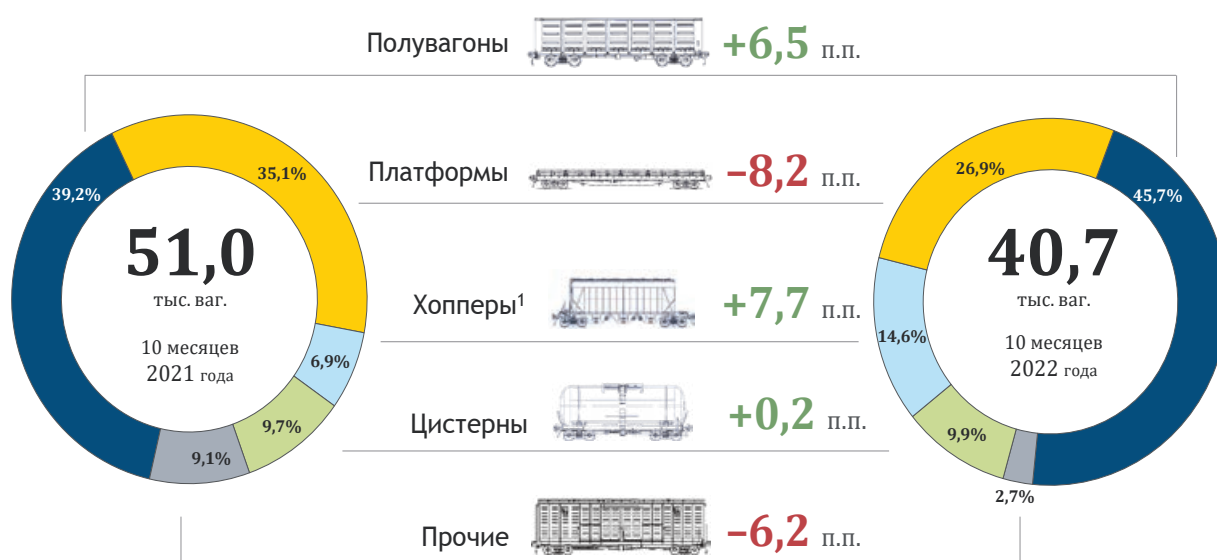 Полувагоны +6,5 п.п.
Платформы –8,2 п.п.
Хопперы¹ +7,7 п.п.
Цистерны +0,2 п.п.
Прочие –6,2 п.п.
39,2%
35,1%
6,9%
9,7%
9,1%
51,0
тыс. ваг.
10 месяцев
2021 года
26,9%
45,7%
14,6%
9,9%
2,7%
40,7
тыс. ваг.
10 месяцев
2022 года